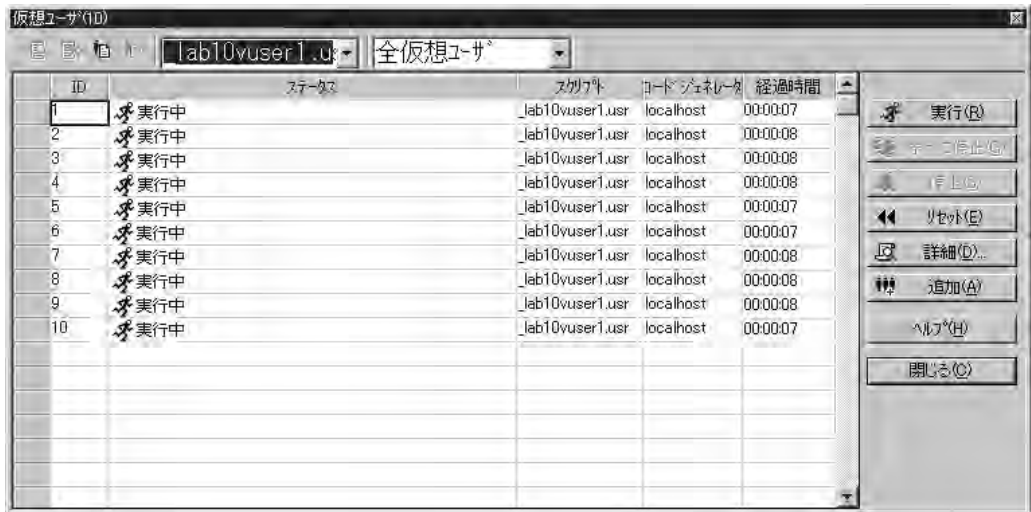 仮想ユーザ(10)
_lab10vuser1.us 全仮想ユーザ
ID ステータス スクリプト ロード ジェネレータ 経過時間
1 実行中 _lab10vuser1.usr localhost 00:00:07
2 実行中 _lab10vuser1.usr localhost 00:00:08
3 実行中 _lab10vuser1.usr localhost 00:00:08
4 実行中 _lab10vuser1.usr localhost 00:00:08
5 実行中 _lab10vuser1.usr localhost 00:00:07
6 実行中 _lab10vuser1.usr localhost 00:00:07
7 実行中 _lab10vuser1.usr localhost 00:00:08
8 実行中 _lab10vuser1.usr localhost 00:00:08
9 実行中 _lab10vuser1.usr localhost 00:00:08
10 実行中 _lab10vuser1.usr localhost 00:00:07
実行(R)
すべて停止(G)
停止(S)
リセット(E)
詳細(D)...
追加(A)
ヘルプ(H)
閉じる(C)